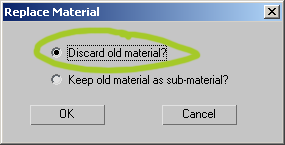 Replace Material
Discard old material?
Keep old material as sub-material?
OK
Cancel